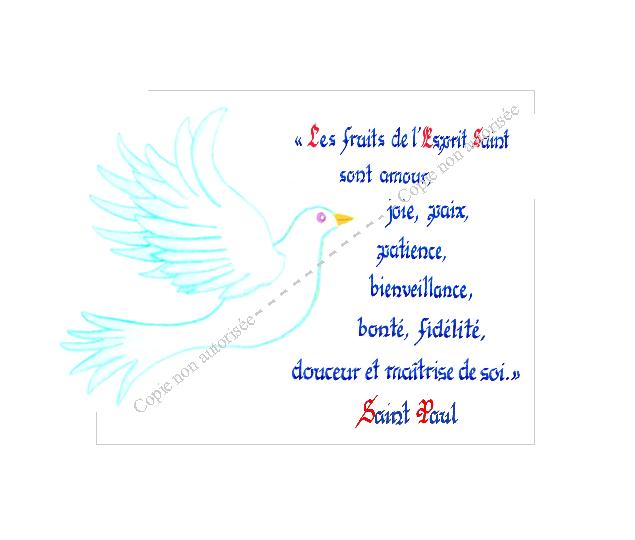 « Les fruits de l'Esprit Saint
sont amour,
joie, paix,
patience,
bienveillance,
bonté, fidélité,
douceur et maîtrise de soi.»
Saint Paul
Copie non autorisée
Copie non autorisée